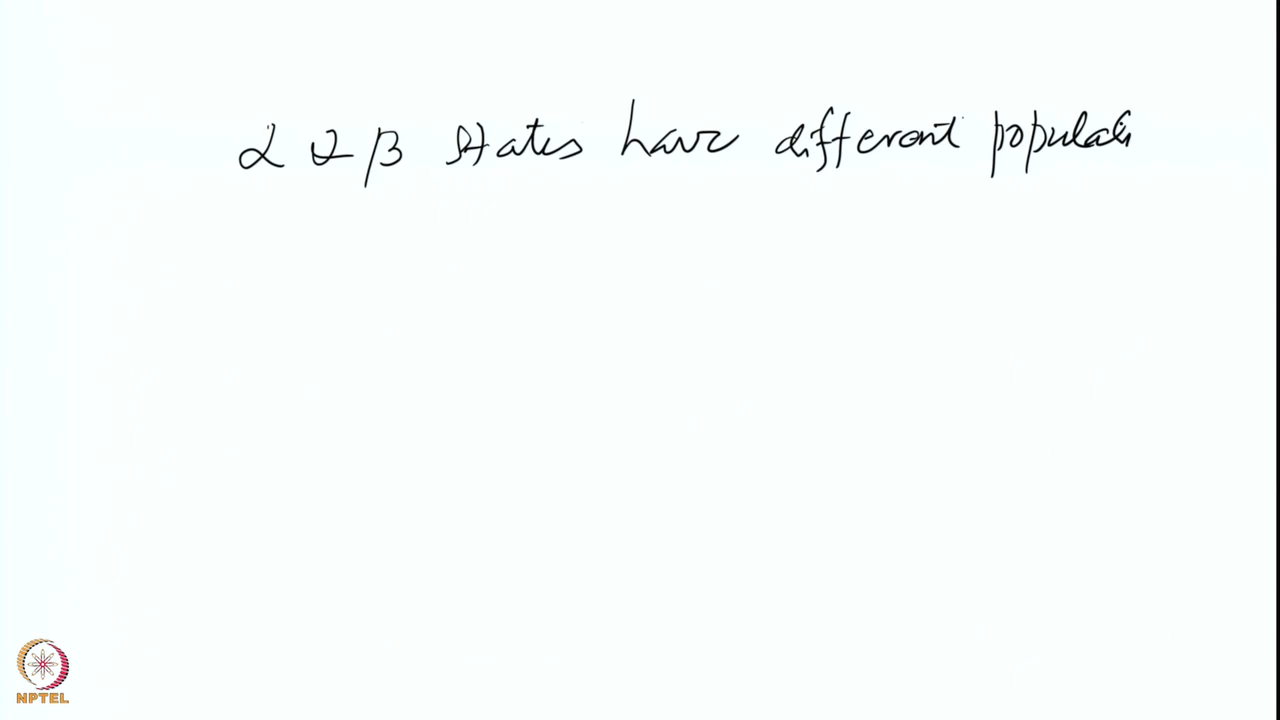 α & β states have different populati
NPTEL